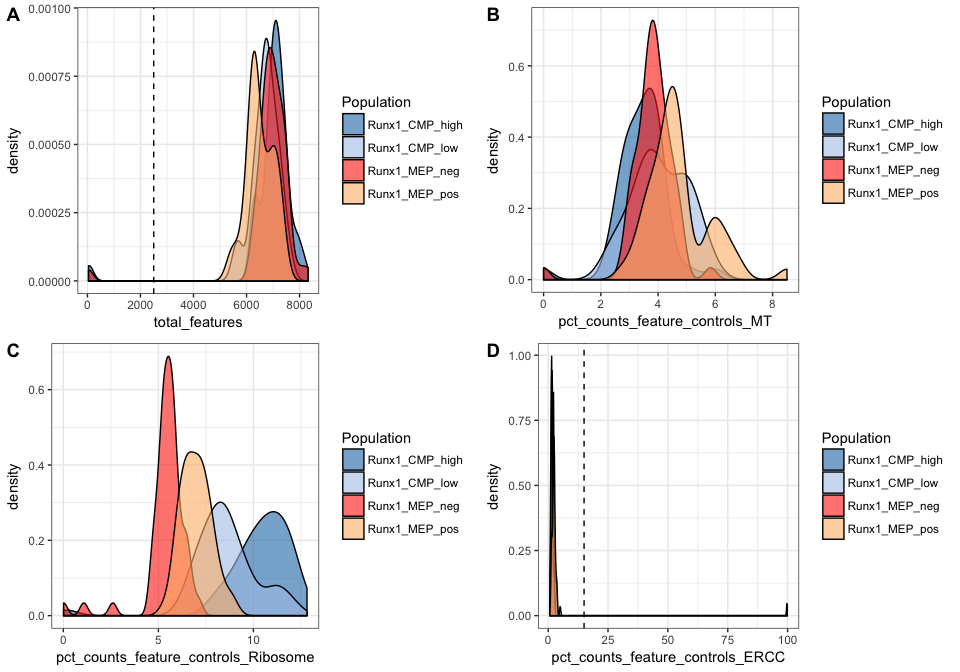 A
0.00100
0.00075
0.00050
0.00025
0.00000
density
0
2000
4000
6000
8000
total_features
Population
Runx1_CMP_high
Runx1_CMP_low
Runx1_MEP_neg
Runx1_MEP_pos
B
0.6
0.4
0.2
0.0
density
0
2
4
6
8
pct_counts_feature_controls_MT
Population
Runx1_CMP_high
Runx1_CMP_low
Runx1_MEP_neg
Runx1_MEP_pos
C
0.6
0.4
0.2
0.0
density
0
5
10
pct_counts_feature_controls_Ribosome
Population
Runx1_CMP_high
Runx1_CMP_low
Runx1_MEP_neg
Runx1_MEP_pos
D
1.00
0.75
0.50
0.25
0.00
density
0
25
50
75
100
pct_counts_feature_controls_ERCC
Population
Runx1_CMP_high
Runx1_CMP_low
Runx1_MEP_neg
Runx1_MEP_pos